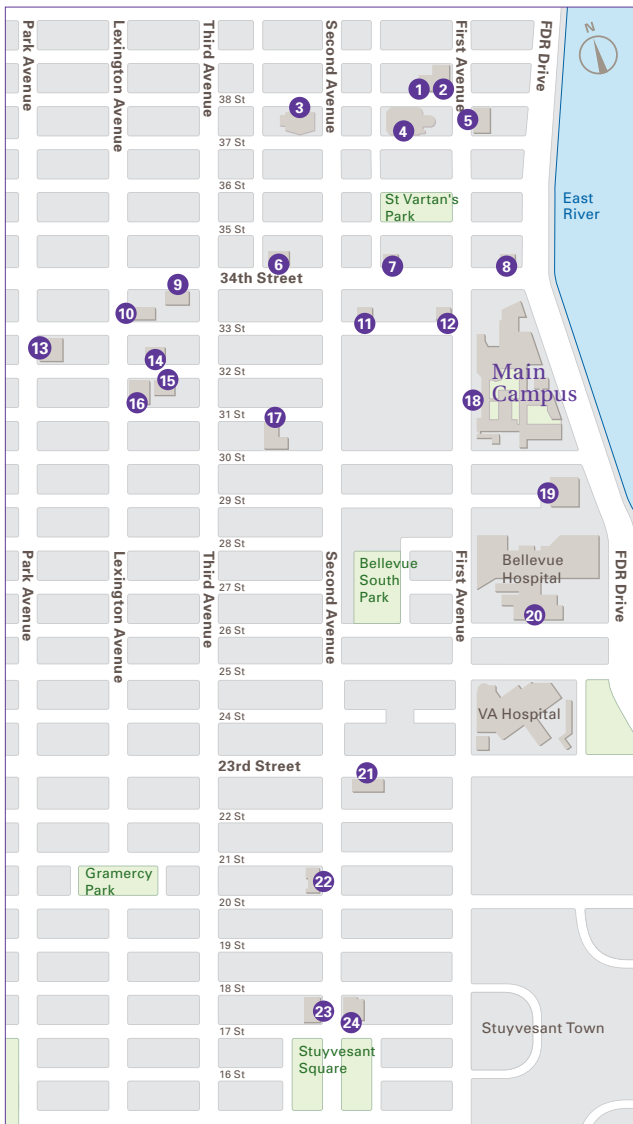 Park Avenue
Lexington Avenue
Third Avenue
Second Avenue
First Avenue
FDR Drive
N
1
2
38 St
3
4
5
37 St
36 St
St Vartan's
Park
East
River
35 St
6
7
8
34th Street
9
10
11
12
33 St
13
14
32 St
15
16
Main
Campus
18
31 St
17
30 St
19
29 St
28 St
Park Avenue
Lexington Avenue
Third Avenue
Second Avenue
First Avenue
FDR Drive
Bellevue
South
Park
Bellevue
Hospital
27 St
20
26 St
25 St
24 St
VA Hospital
23rd Street
21
22 St
21 St
Gramercy
Park
22
20 St
19 St
18 St
23
24
17 St
Stuyvesant Town
Stuyvesant
Square
16 St